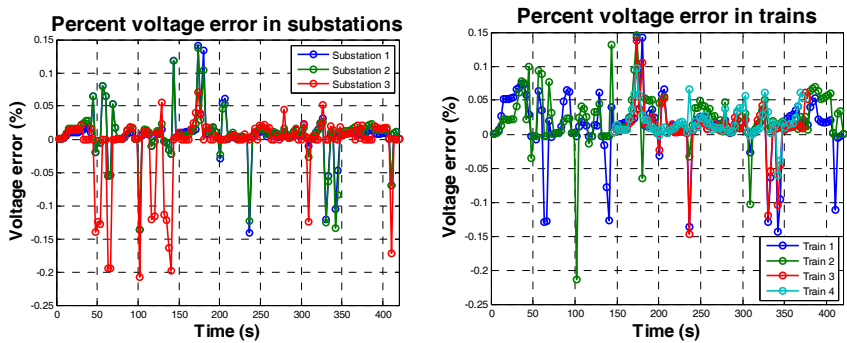 Percent voltage error in substations
0.15
0.1
0.05
0
-0.05
-0.1
-0.15
-0.2
-0.25
Voltage error (%)
Substation 1
Substation 2
Substation 3
0 50 100 150 200 250 300 350 400
Time (s)
Percent voltage error in trains
0.15
0.1
0.05
0
-0.05
-0.1
-0.15
-0.2
-0.25
Voltage error (%)
Train 1
Train 2
Train 3
Train 4
0 50 100 150 200 250 300 350 400
Time (s)